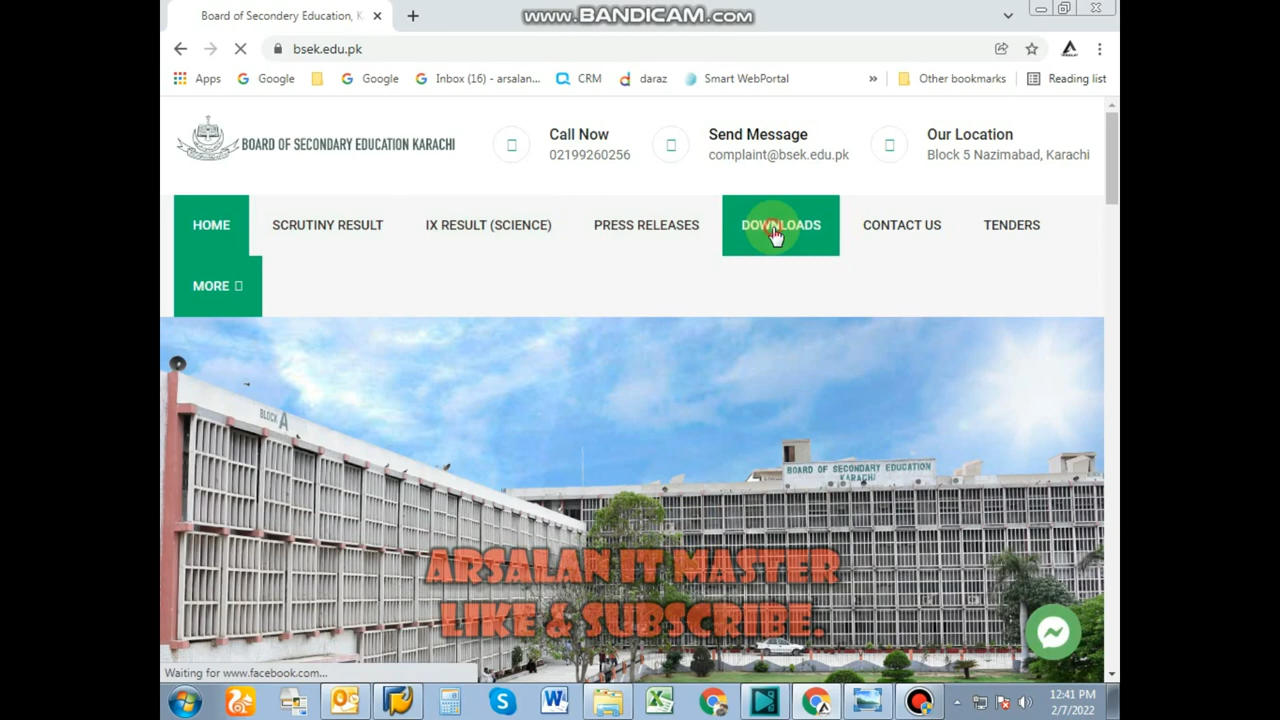 www.BANDICAM.com
Board of Secondery Education, K
bsek.edu.pk
Apps
Google
Google
Inbox (16) - arsalan...
CRM
daraz
Smart WebPortal
»
Other bookmarks
Reading list
BOARD OF SECONDARY EDUCATION KARACHI
Call Now
02199260256
Send Message
complaint@bsek.edu.pk
Our Location
Block 5 Nazimabad, Karachi
HOME
SCRUTINY RESULT
IX RESULT (SCIENCE)
PRESS RELEASES
DOWNLOADS
CONTACT US
TENDERS
MORE
BLOCK A
BOARD OF SECONDARY EDUCATION
KARACHI
ARSALAN IT MASTER
LIKE & SUBSCRIBE.
Waiting for www.facebook.com...
12:41 PM
2/7/2022